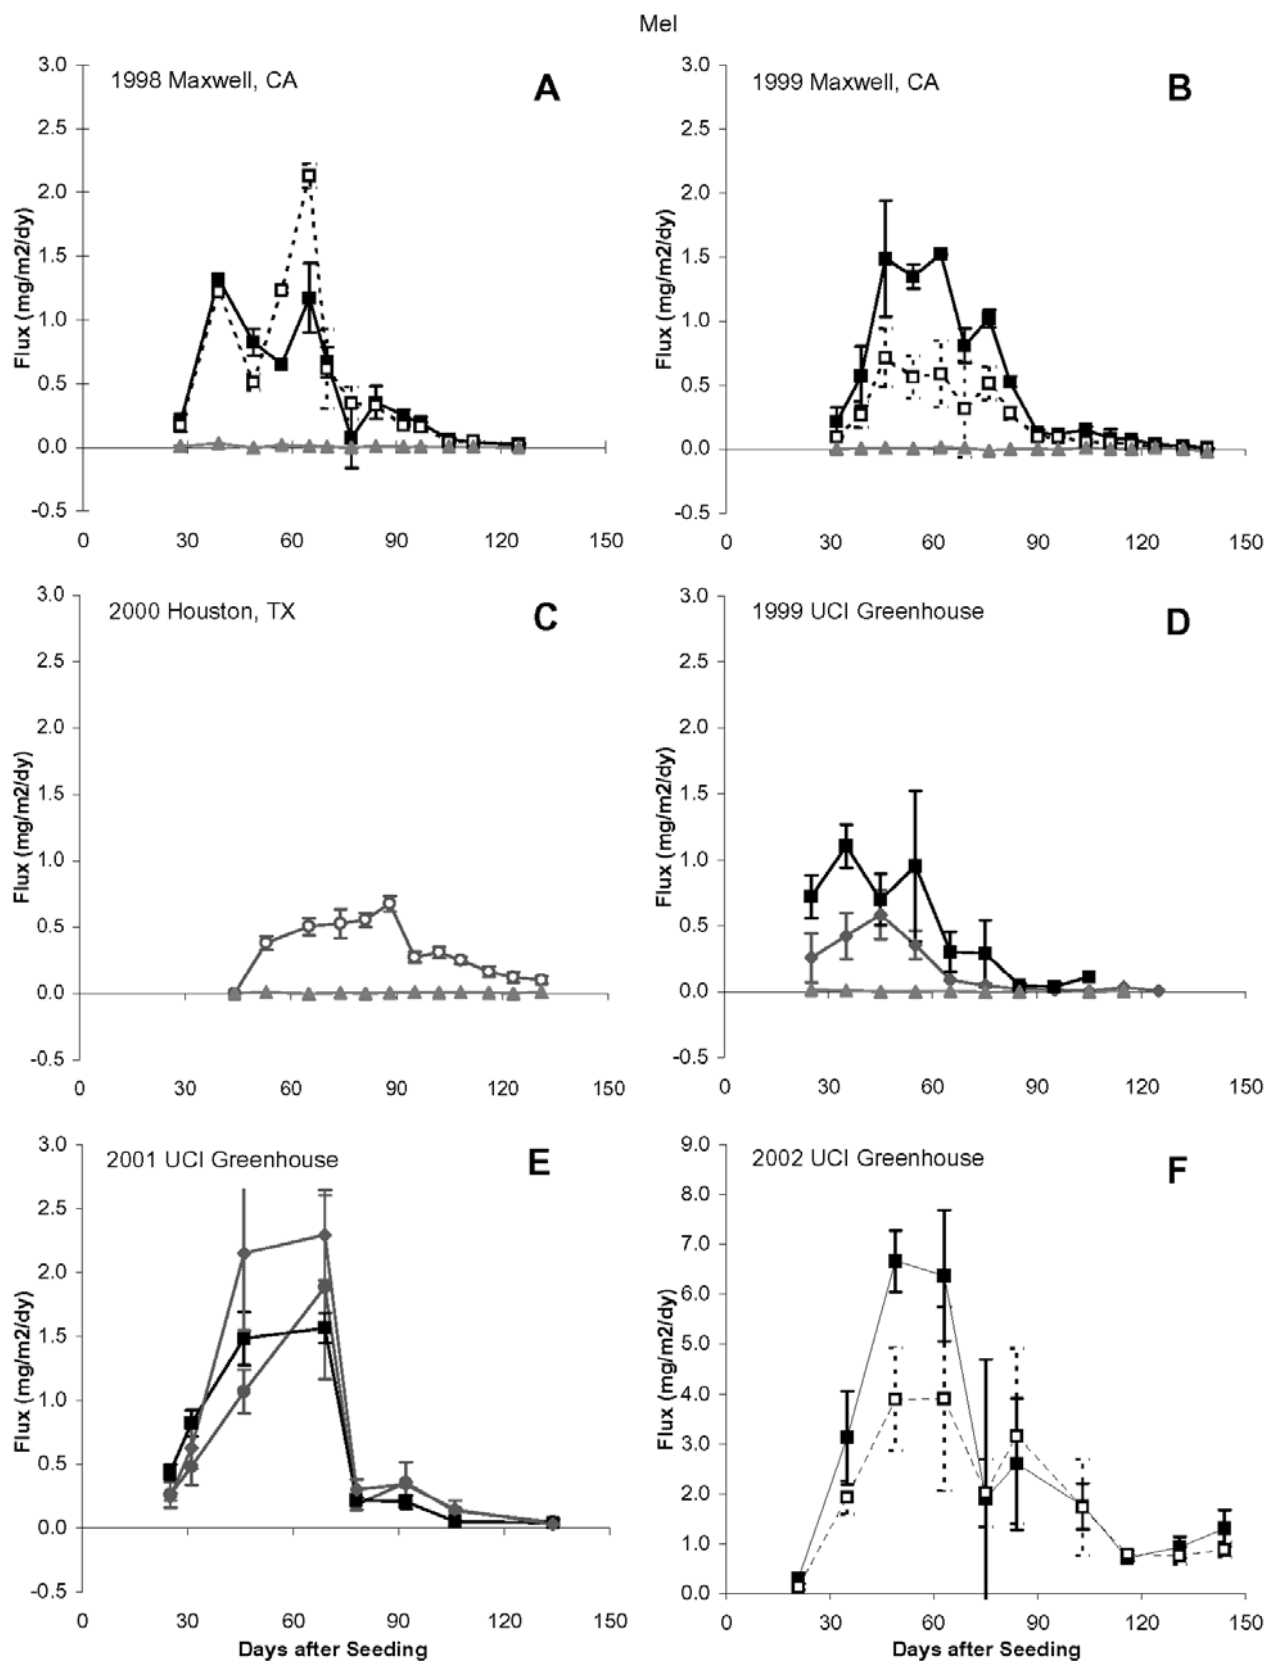 MeI
1998 Maxwell, CA
A
3.0
2.5
2.0
1.5
1.0
0.5
0.0
-0.5
Flux (mg/m2/dy)
0 30 60 90 120 150
1999 Maxwell, CA
B
3.0
2.5
2.0
1.5
1.0
0.5
0.0
-0.5
Flux (mg/m2/dy)
0 30 60 90 120 150
2000 Houston, TX
C
3.0
2.5
2.0
1.5
1.0
0.5
0.0
-0.5
Flux (mg/m2/dy)
0 30 60 90 120 150
1999 UCI Greenhouse
D
3.0
2.5
2.0
1.5
1.0
0.5
0.0
-0.5
Flux (mg/m2/dy)
0 30 60 90 120 150
2001 UCI Greenhouse
E
3.0
2.5
2.0
1.5
1.0
0.5
0.0
-0.5
Flux (mg/m2/dy)
0 30 60 90 120 150
Days after Seeding
2002 UCI Greenhouse
F
9.0
8.0
7.0
6.0
5.0
4.0
3.0
2.0
1.0
0.0
Flux (mg/m2/dy)
0 30 60 90 120 150
Days after Seeding